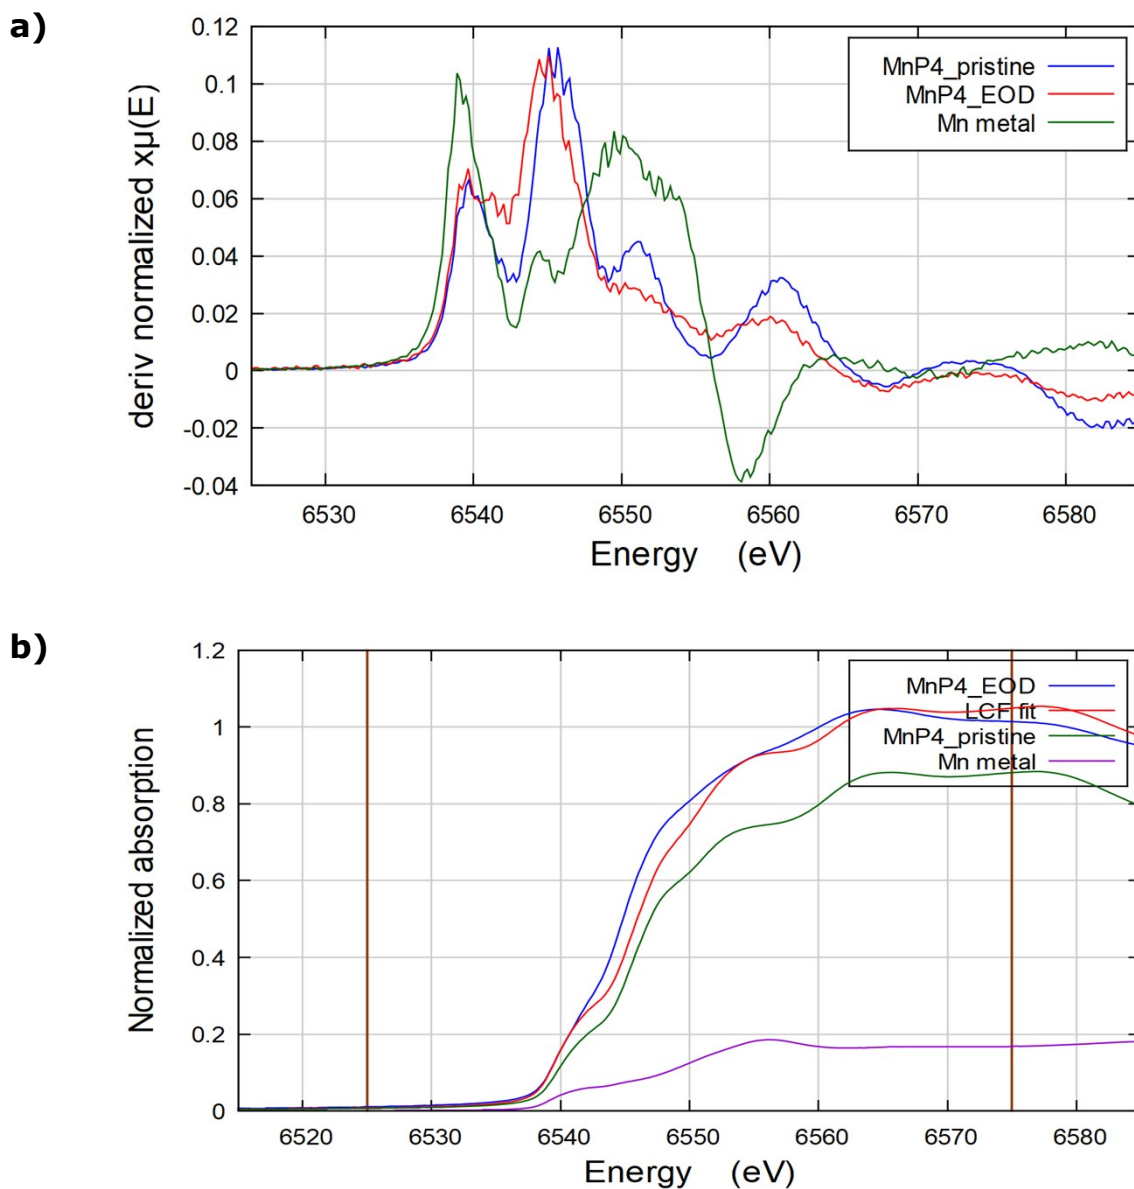 a)
deriv normalized xμ(E)
0.12
0.1
0.08
0.06
0.04
0.02
0
-0.02
-0.04
MnP4_pristine
MnP4_EOD
Mn metal
6530 6540 6550 6560 6570 6580
Energy (eV)
b)
Normalized absorption
1.2
1
0.8
0.6
0.4
0.2
0
MnP4_EOD
LCF fit
MnP4_pristine
Mn metal
6520 6530 6540 6550 6560 6570 6580
Energy (eV)